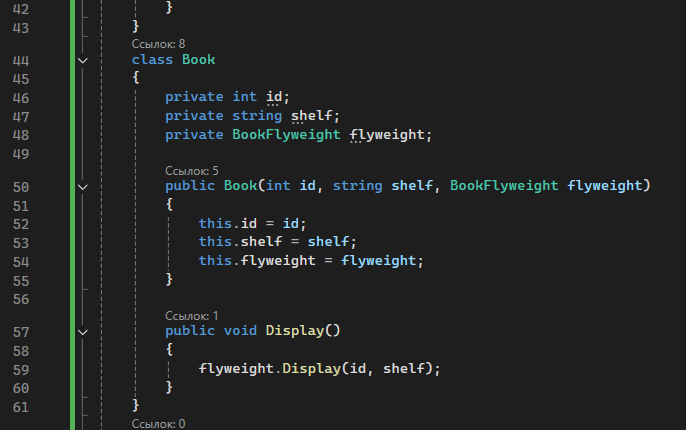 42 }
43 }
Ссылок: 8
44 class Book
45 {
46 private int id;
47 private string shelf;
48 private BookFlyweight flyweight;
49
Ссылок: 5
50 public Book(int id, string shelf, BookFlyweight flyweight)
51 {
52 this.id = id;
53 this.shelf = shelf;
54 this.flyweight = flyweight;
55 }
56
Ссылок: 1
57 public void Display()
58 {
59 flyweight.Display(id, shelf);
60 }
61 }
Ссылок: 0